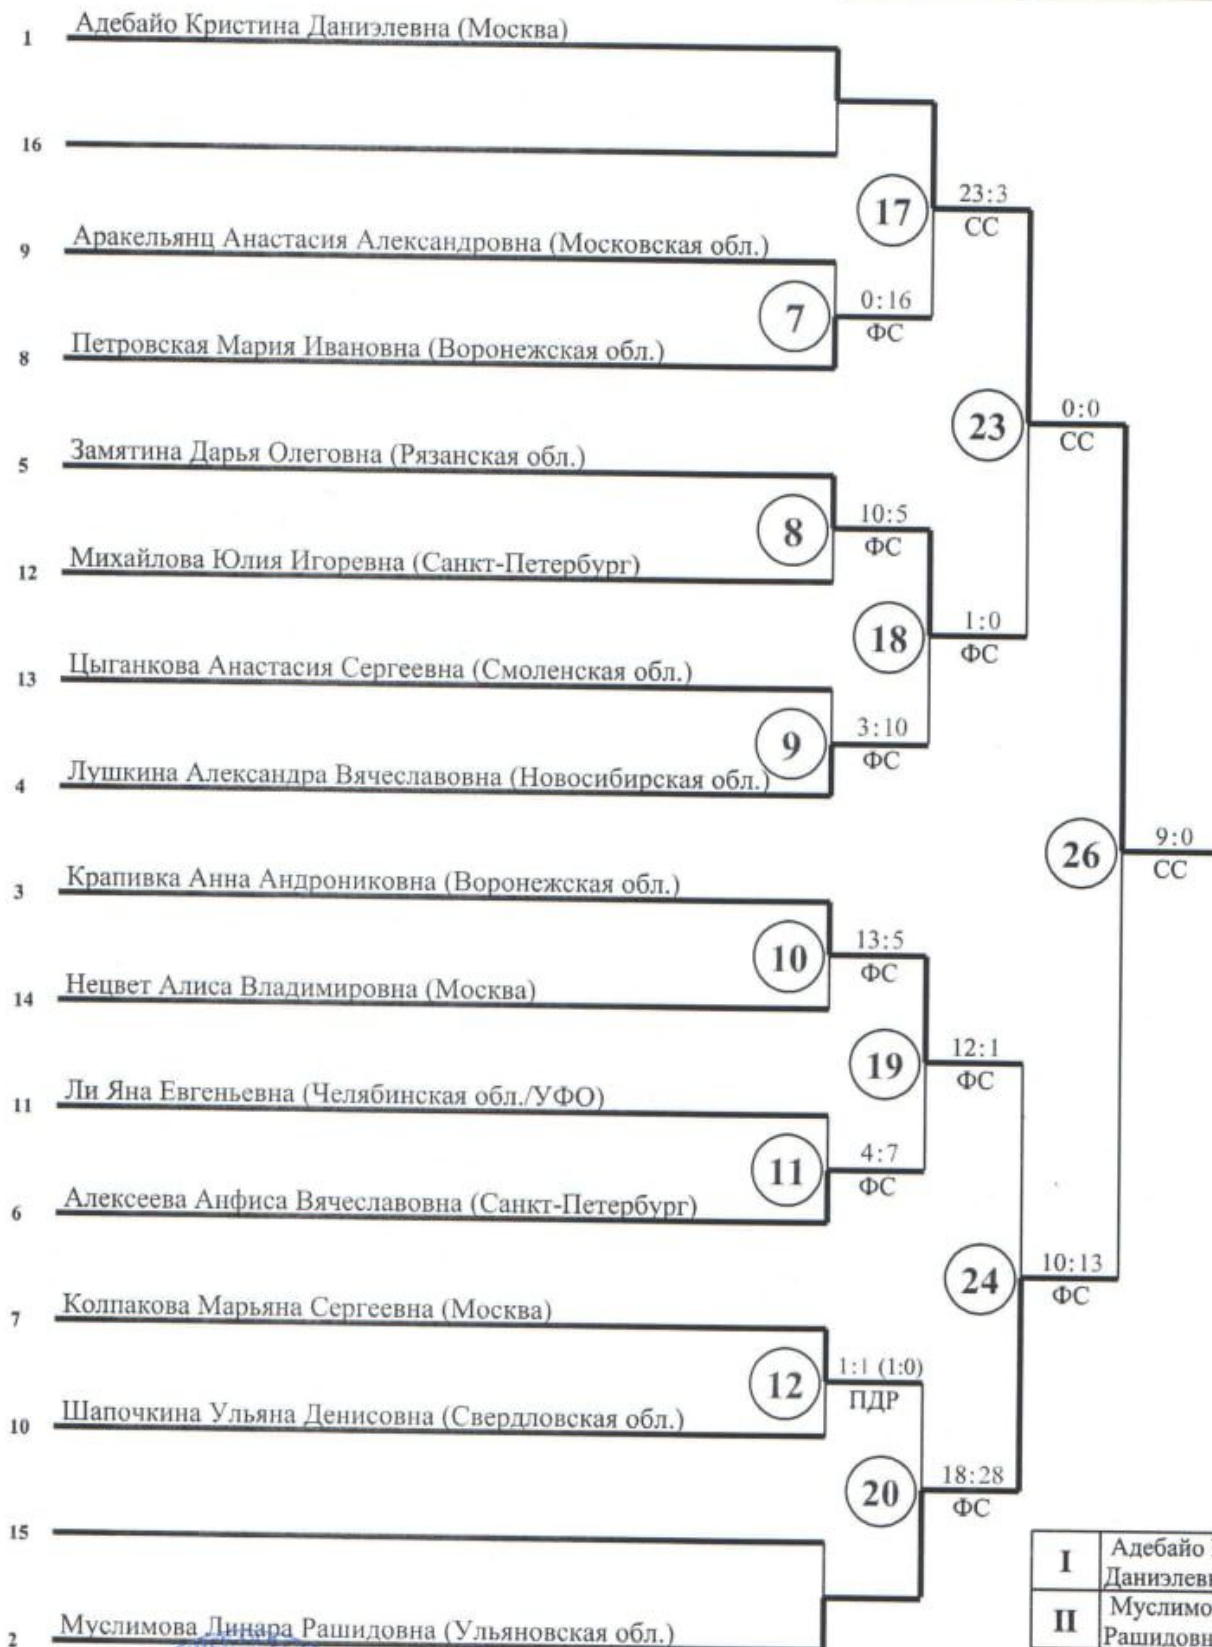 1 Адебайо Кристина Даниэлевна (Москва)
16
17
23:3
СС
9 Аракельянц Анастасия Александровна (Московская обл.)
7
0:16
ФС
8 Петровская Мария Ивановна (Воронежская обл.)
23
0:0
СС
5 Замятина Дарья Олеговна (Рязанская обл.)
8
10:5
ФС
12 Михайлова Юлия Игоревна (Санкт-Петербург)
18
1:0
ФС
13 Цыганкова Анастасия Сергеевна (Смоленская обл.)
9
3:10
ФС
4 Лушкина Александра Вячеславовна (Новосибирская обл.)
26
9:0
СС
3 Крапивка Анна Андрониковна (Воронежская обл.)
10
13:5
ФС
14 Нецвет Алиса Владимировна (Москва)
19
12:1
ФС
11 Ли Яна Евгеньевна (Челябинская обл./УФО)
11
4:7
ФС
6 Алексеева Анфиса Вячеславовна (Санкт-Петербург)
24
10:13
ФС
7 Колпакова Марьяна Сергеевна (Москва)
12
1:1 (1:0)
ПДР
10 Шапочкина Ульяна Денисовна (Свердловская обл.)
20
18:28
ФС
15
I Адебайо
Даниэлев
2 Муслимова Динара Рашидовна (Ульяновская обл.)
II Муслимо
Рашидовн